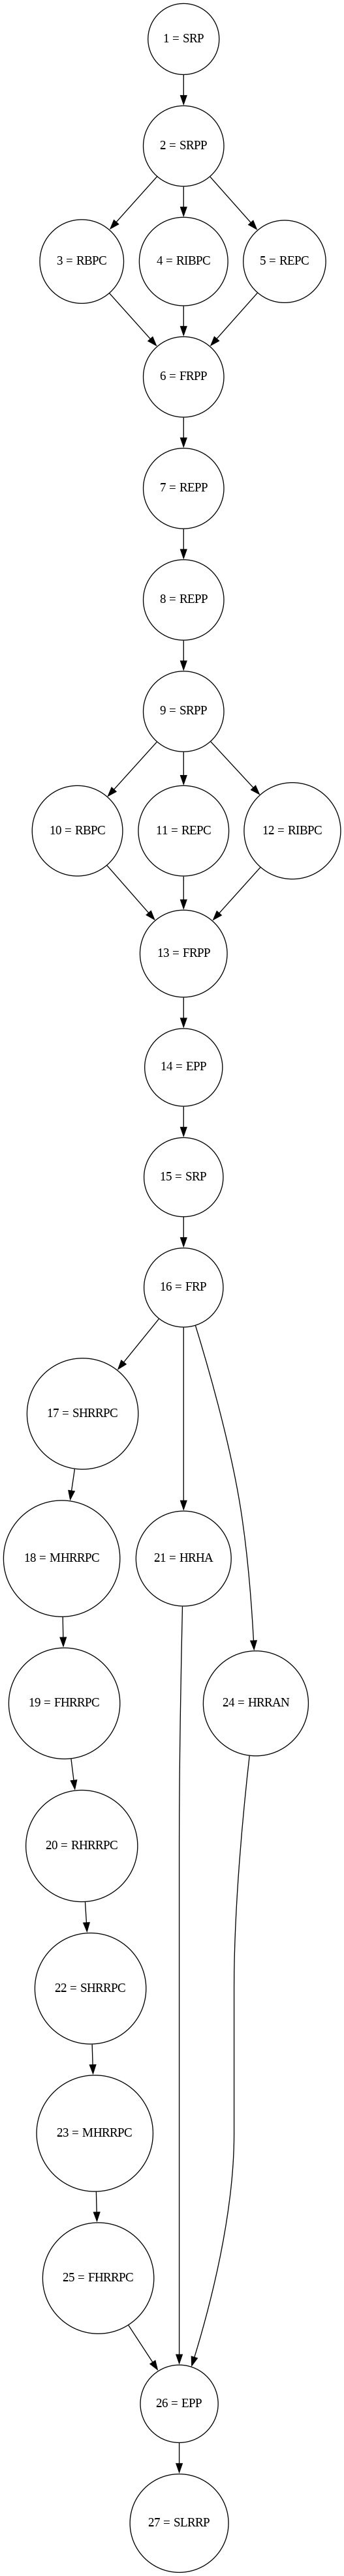 1 = SRP
2 = SRPP
3 = RBPC
4 = RIBPC
5 = REPC
6 = FRPP
7 = REPP
8 = REPP
9 = SRPP
10 = RBPC
11 = REPC
12 = RIBPC
13 = FRPP
14 = EPP
15 = SRP
16 = FRP
17 = SHRRPC
18 = MHRRPC
21 = HRHA
19 = FHRRPC
24 = HRRAN
20 = RHRRPC
22 = SHRRPC
23 = MHRRPC
25 = FHRRPC
26 = EPP
27 = SLRRP